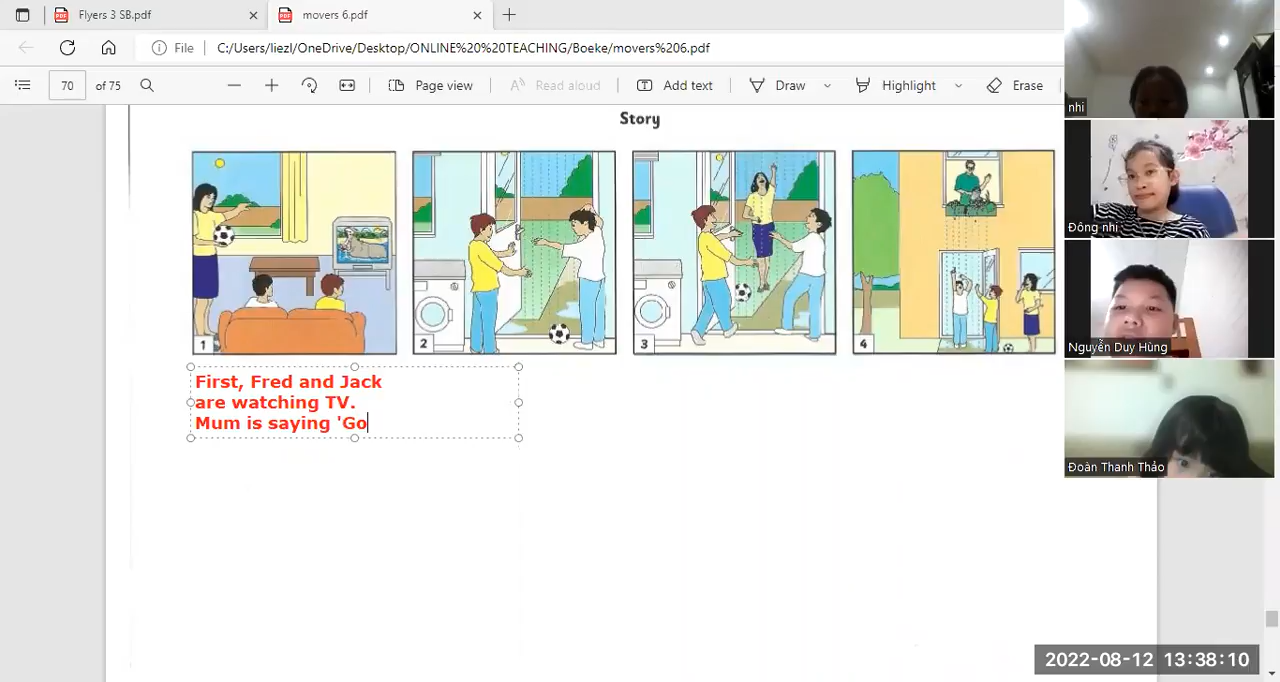 Flyers 3 SB.pdf
movers 6.pdf
File
C:/Users/liezl/OneDrive/Desktop/ONLINE%20%20TEACHING/Boeke/movers%206.pdf
70 of 75
Page view
Read aloud
Add text
Draw
Highlight
Erase
Story
1
2
3
4
First, Fred and Jack
are watching TV.
Mum is saying 'Go
nhi
Đông nhi
Nguyễn Duy Hùng
Đoàn Thanh Thảo
2022-08-12 13:38:10